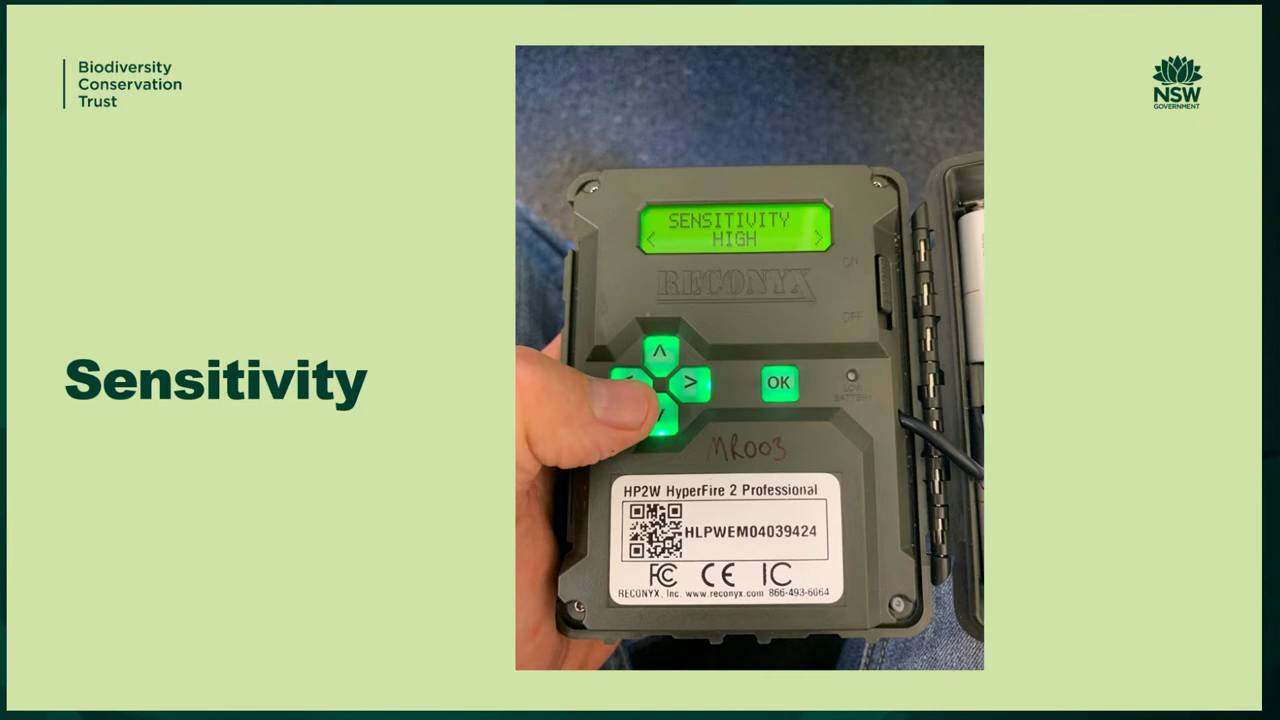 Biodiversity
Conservation
Trust
NSW
GOVERNMENT
Sensitivity
SENSITIVITY
< HIGH >
RECONYX
ON
OFF
^
< > OK
LOW
BATTERY
MR003
HP2W HyperFire 2 Professional
HLPWEM04039424
FC CE IC
RECONYX, Inc. www.reconyx.com 866-493-6064